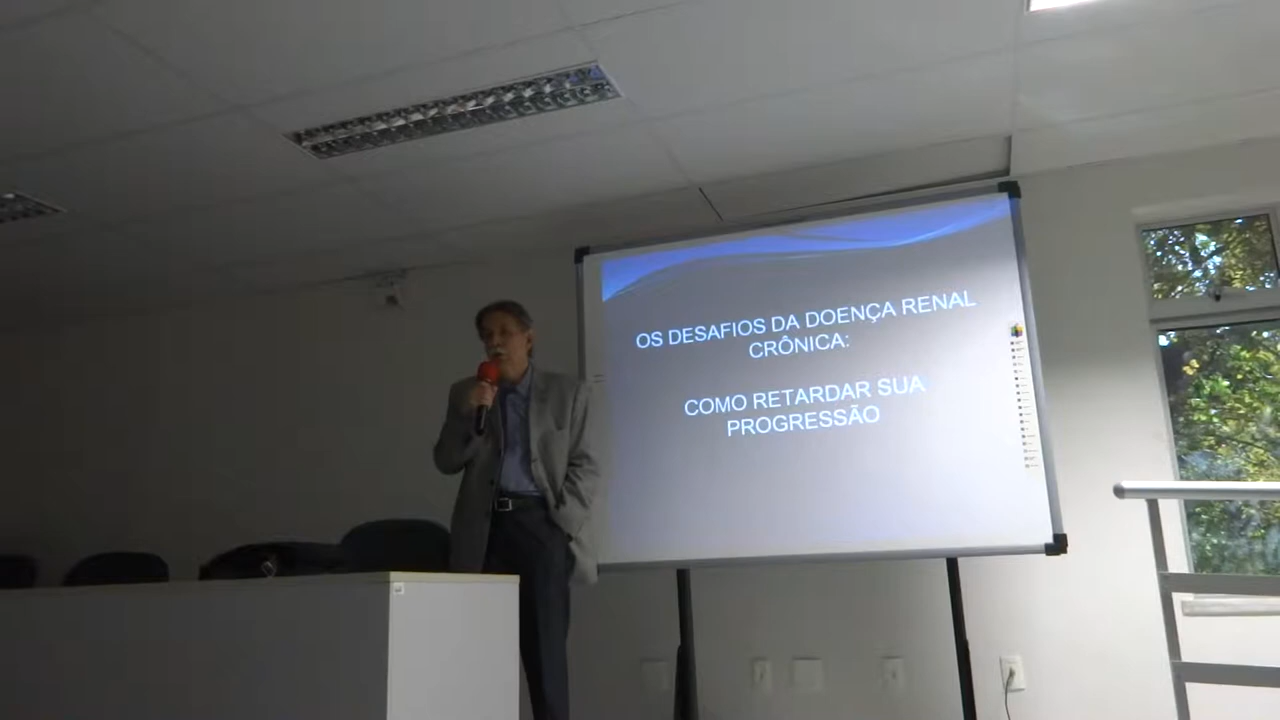 OS DESAFIOS DA DOENÇA RENAL
CRÔNICA:
COMO RETARDAR SUA
PROGRESSÃO